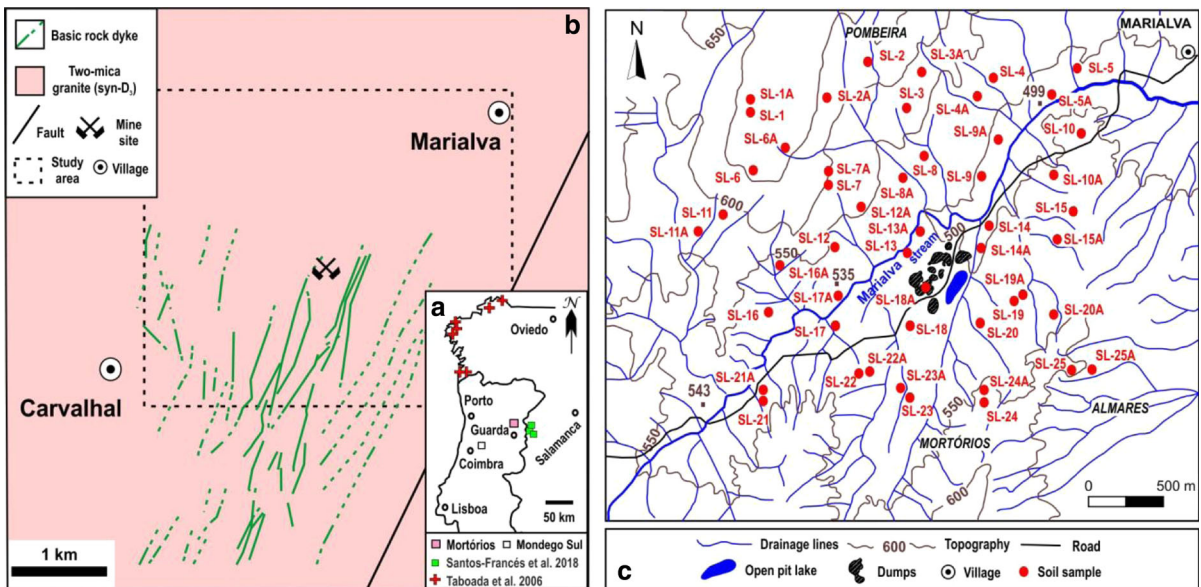 b
Basic rock dyke
Two-mica
granite (syn-D3)
Fault
Mine
site
Study
area
Village
Marialva
Carvalhal
1 km
a
N
Oviedo
Porto
Guarda
Salamanca
Coimbra
Lisboa
50 km
Mortórios
Mondego Sul
Santos-Francés et al. 2018
Taboada et al. 2006
N
650
POMBEIRA
MARIALVA
SL-2
SL-3A
SL-4
SL-5
SL-1A
SL-2A
SL-3
499
SL-5A
SL-1
SL-4A
SL-6A
SL-9A
SL-10
SL-6
SL-7A
SL-8
SL-9
SL-10A
SL-7
SL-8A
600
SL-11
SL-12A
SL-15
SL-11A
SL-13A
500
SL-14
SL-12
SL-13
SL-15A
550
SL-14A
Marialva stream
SL-16A
535
SL-19A
SL-17A
SL-18A
SL-16
SL-19
SL-20A
SL-17
SL-18
SL-20
SL-22A
SL-25
SL-25A
SL-21A
SL-22
SL-23A
SL-24A
543
SL-21
SL-23
550
SL-24
ALMARES
550
MORTÓRIOS
600
0 500 m
c
Drainage lines
600
Topography
Road
Open pit lake
Dumps
Village
Soil sample